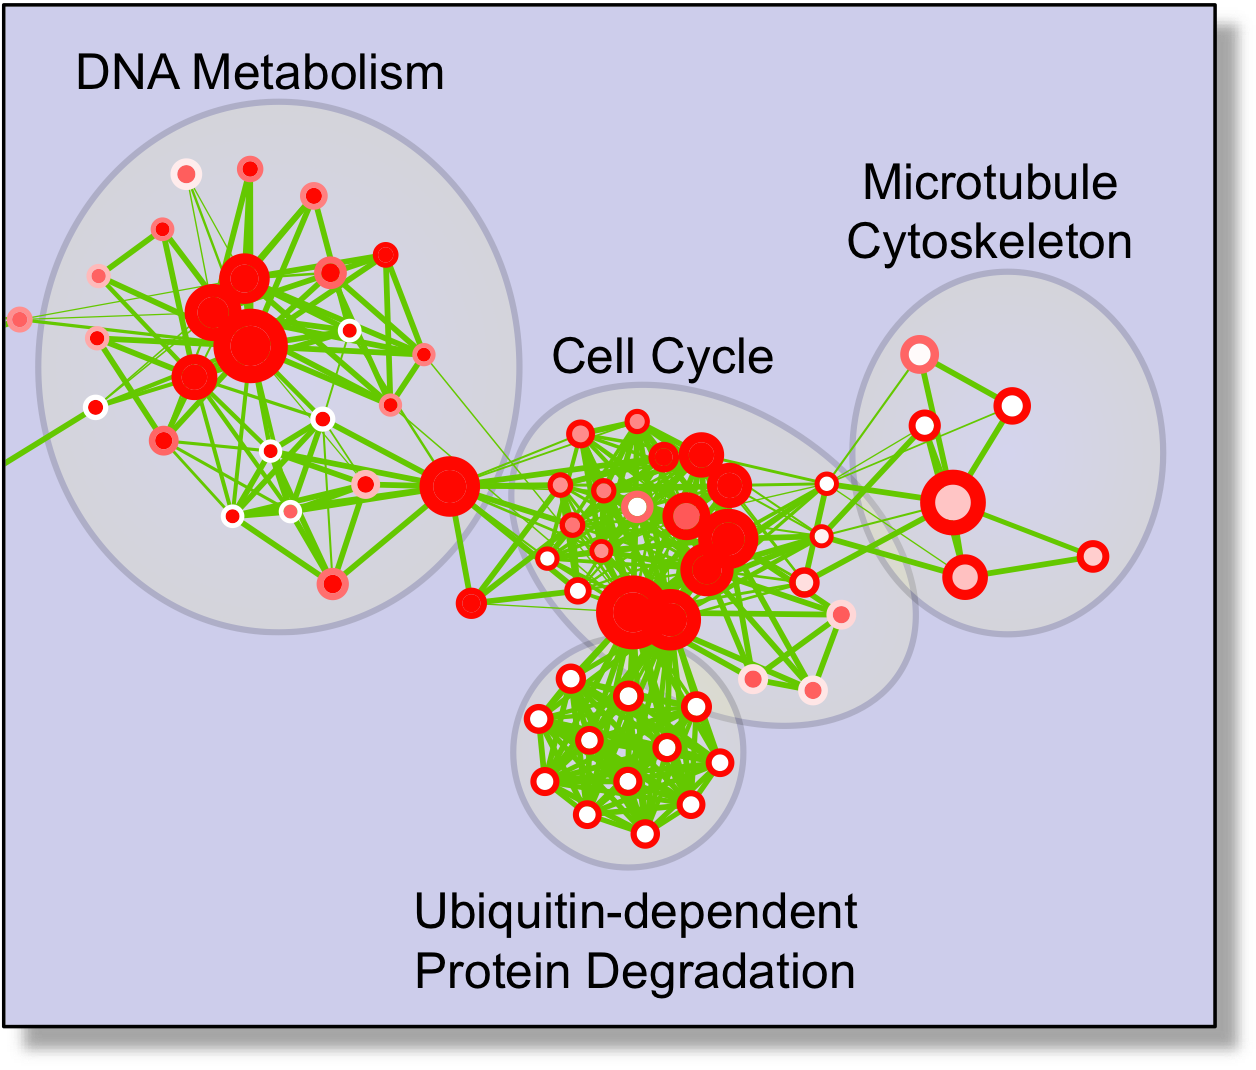 DNA Metabolism
Microtubule
Cytoskeleton
Cell Cycle
Ubiquitin-dependent
Protein Degradation